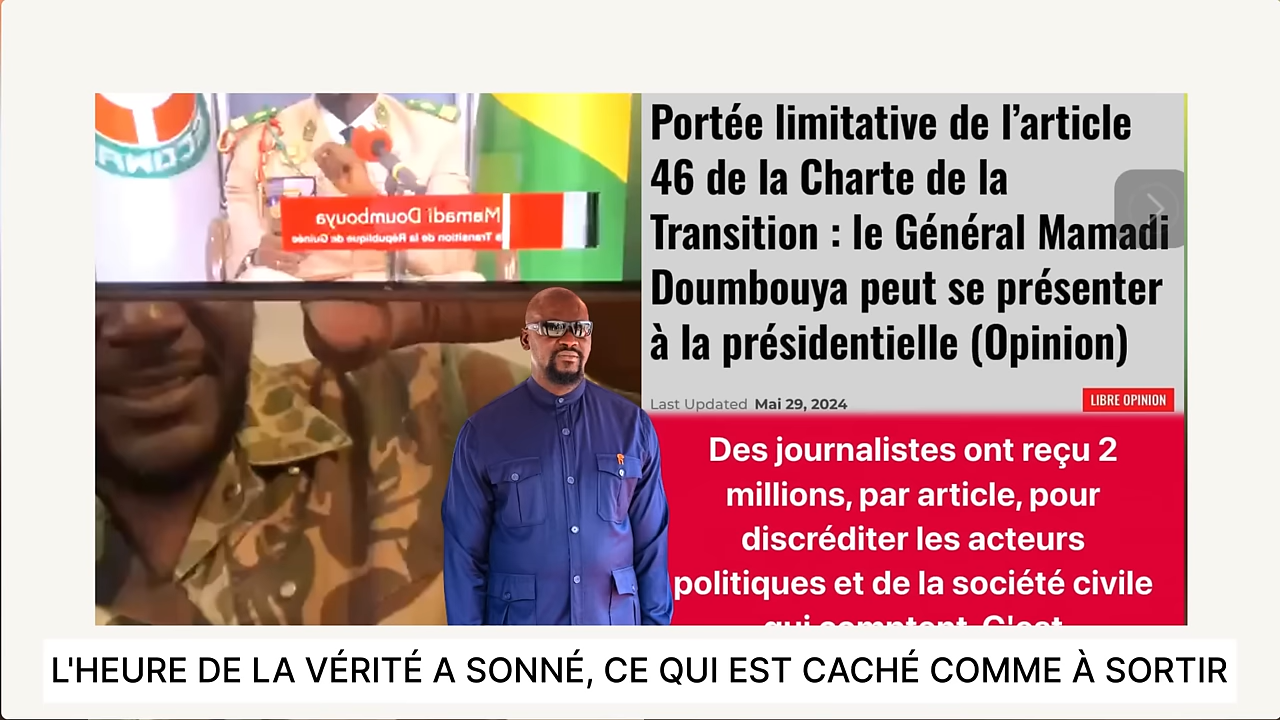 Mamadi Doumbouya
Transition de la République de Guinée
Portée limitative de l’article
46 de la Charte de la
Transition : le Général Mamadi
Doumbouya peut se présenter
à la présidentielle (Opinion)
Last Updated Mai 29, 2024
LIBRE OPINION
Des journalistes ont reçu 2
millions, par article, pour
discréditer les acteurs
politiques et de la société civile
qui comptent. C'est
L'HEURE DE LA VÉRITÉ A SONNÉ, CE QUI EST CACHÉ COMME À SORTIR